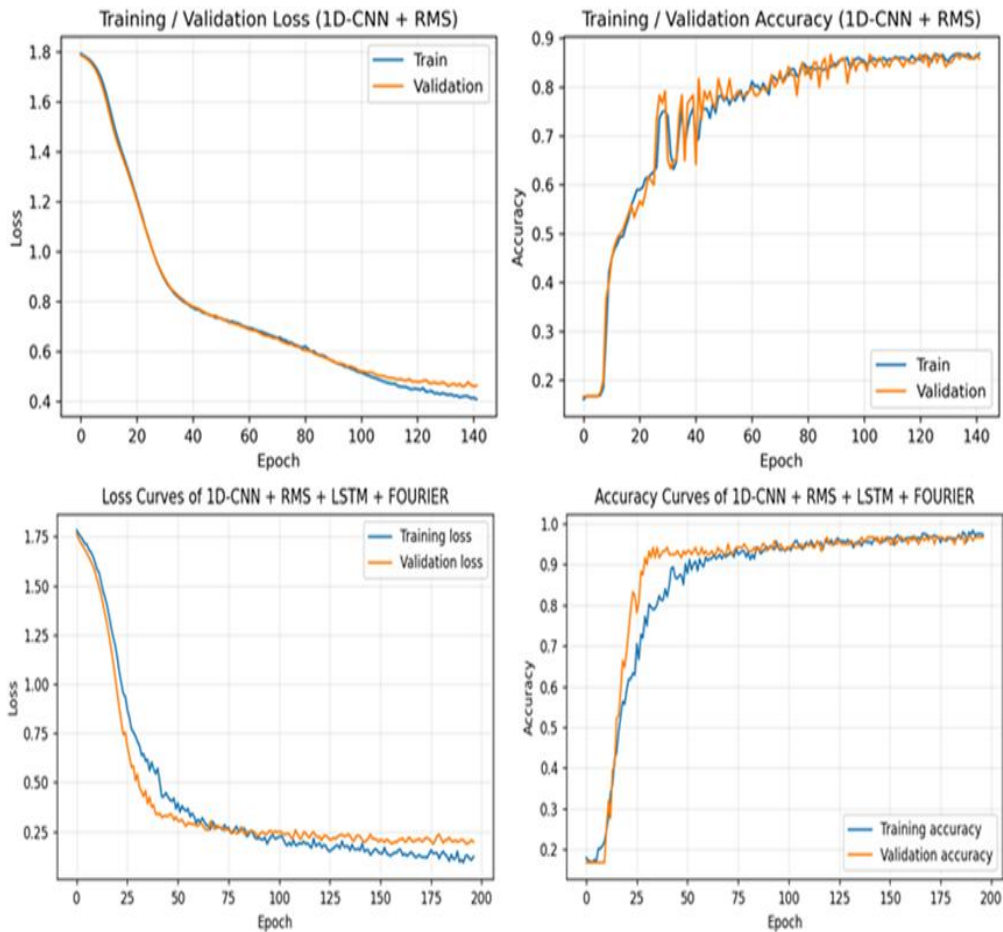 Training / Validation Loss (1D-CNN + RMS)
1.8
1.6
1.4
1.2
1.0
0.8
0.6
0.4
Loss
Train
Validation
0 20 40 60 80 100 120 140
Epoch
Training / Validation Accuracy (1D-CNN + RMS)
0.9
0.8
0.7
0.6
0.5
0.4
0.3
0.2
Accuracy
Train
Validation
0 20 40 60 80 100 120 140
Epoch
Loss Curves of 1D-CNN + RMS + LSTM + FOURIER
1.75
1.50
1.25
1.00
0.75
0.50
0.25
Loss
Training loss
Validation loss
0 25 50 75 100 125 150 175 200
Epoch
Accuracy Curves of 1D-CNN + RMS + LSTM + FOURIER
1.0
0.9
0.8
0.7
0.6
0.5
0.4
0.3
0.2
Accuracy
Training accuracy
Validation accuracy
0 25 50 75 100 125 150 175 200
Epoch